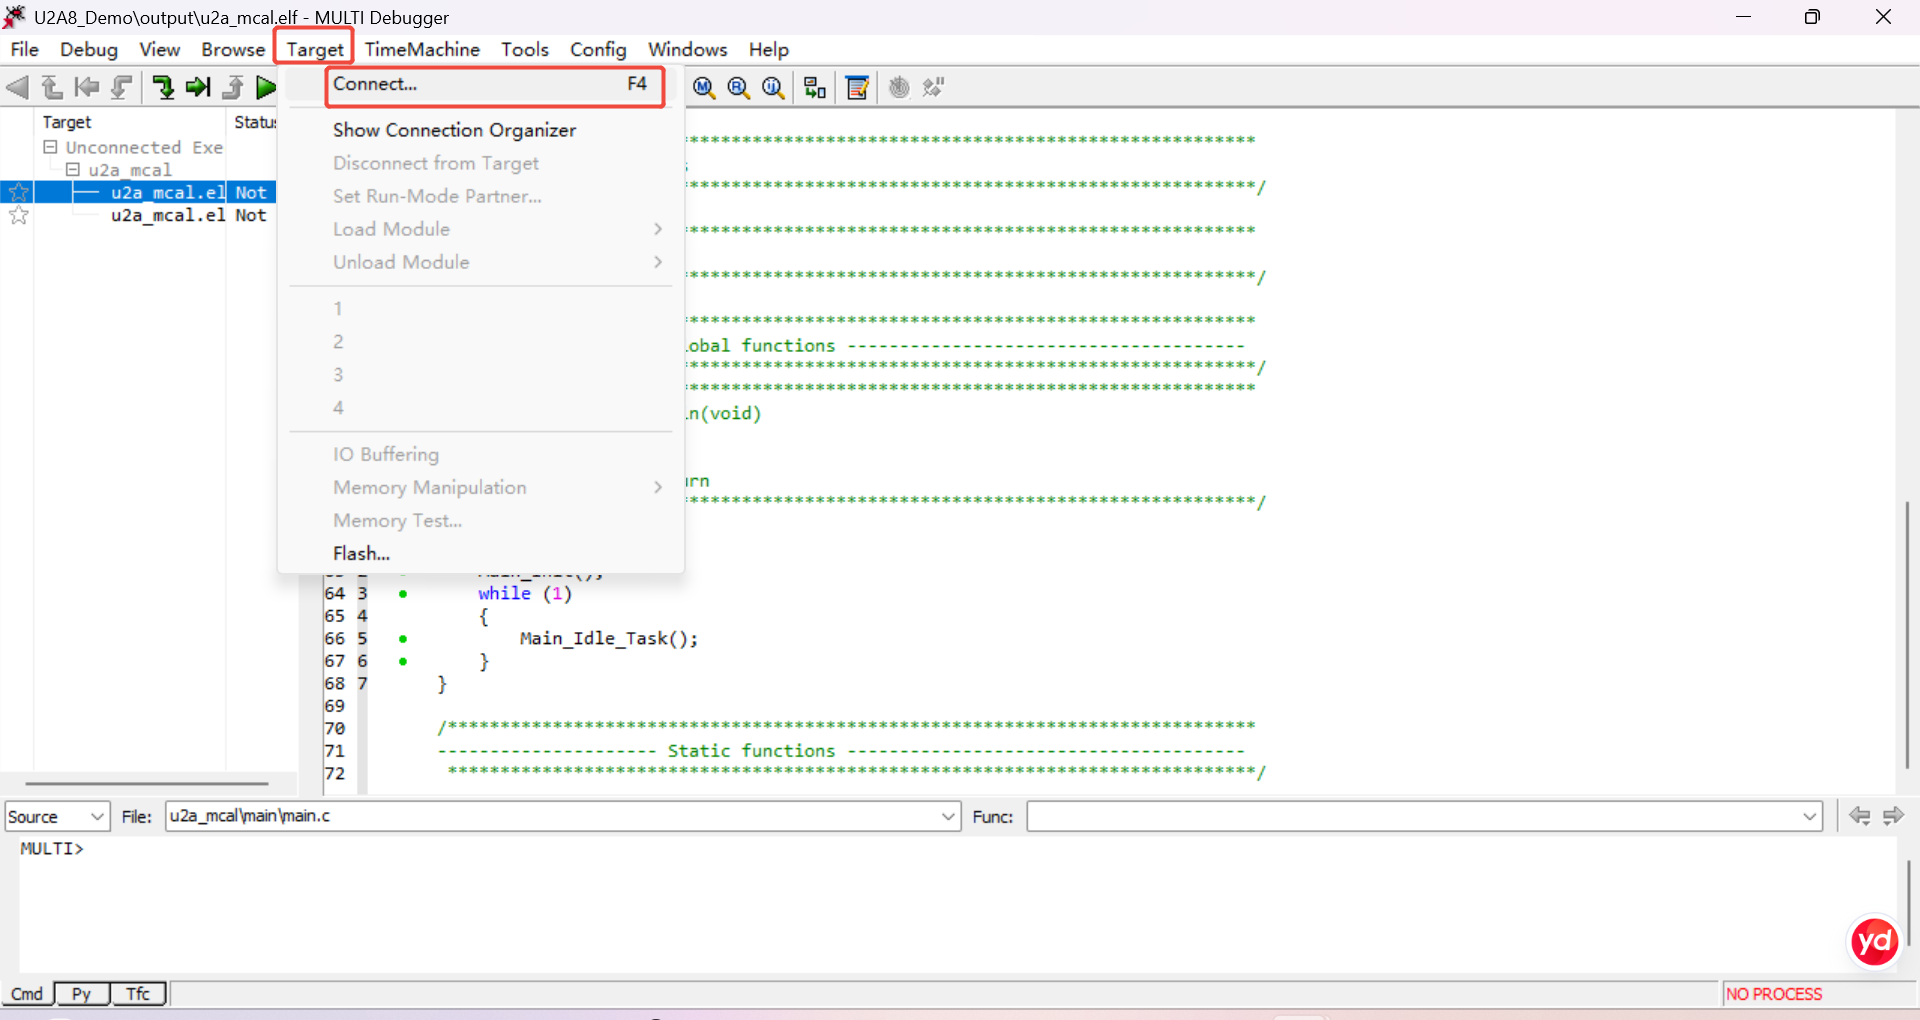 U2A8_Demo\output\u2a_mcal.elf - MULTI Debugger
File Debug View Browse Target TimeMachine Tools Config Windows Help
Connect... F4
Show Connection Organizer
Disconnect from Target
Set Run-Mode Partner...
Load Module
Unload Module
1
2
3
4
IO Buffering
Memory Manipulation
Memory Test...
Flash...
Target Status
Unconnected Exe
u2a_mcal
u2a_mcal.el Not
u2a_mcal.el Not
obal functions --------------------------------------
n(void)
64 3 while (1)
65 4 {
66 5 Main_Idle_Task();
67 6 }
68 7 }
69
70 /******************************************************************************
71 --------------------- Static functions --------------------------------------
72 ******************************************************************************/
Source File: u2a_mcal\main\main.c Func:
MULTI>
yd
Cmd Py Tfc NO PROCESS